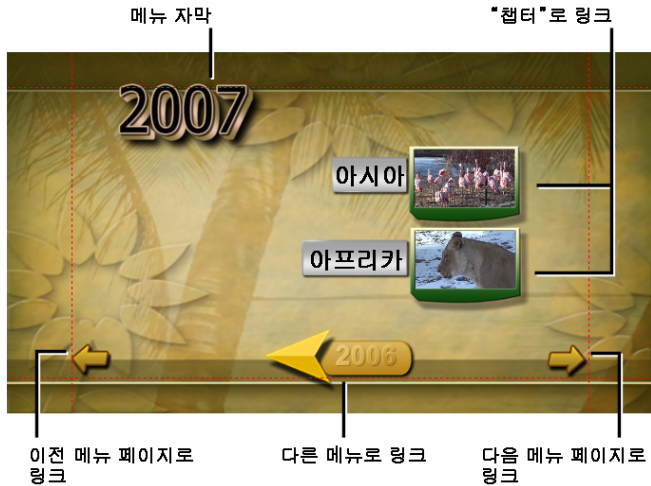 메뉴 자막
“챕터”로 링크
2007
아시아
아프리카
2006
이전 메뉴 페이지로
링크
다른 메뉴로 링크
다음 메뉴 페이지로
링크